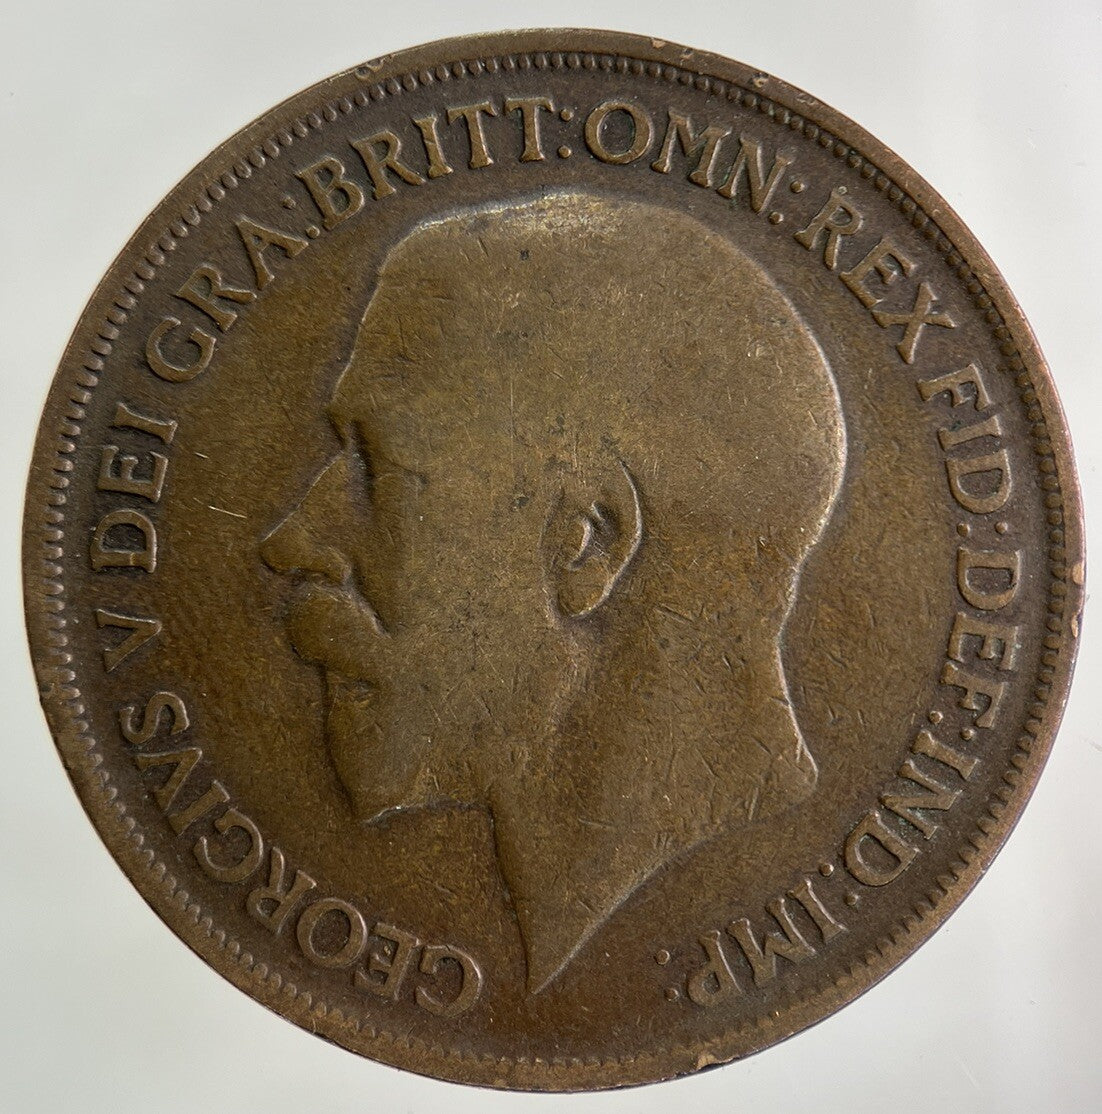 GEORGIVS V DEI GRA:BRITT:OMN:REX FID:DEF:IND:IMP: